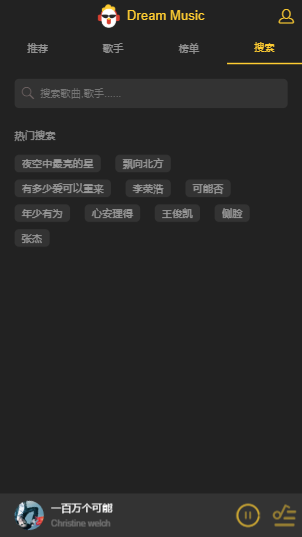 Dream Music
推荐 歌手 榜单 搜索
搜索歌曲,歌手......
热门搜索
夜空中最亮的星 飘向北方
有多少爱可以重来 李荣浩 可能否
年少有为 心安理得 王俊凯 侧脸
张杰
一百万个可能
Christine welch